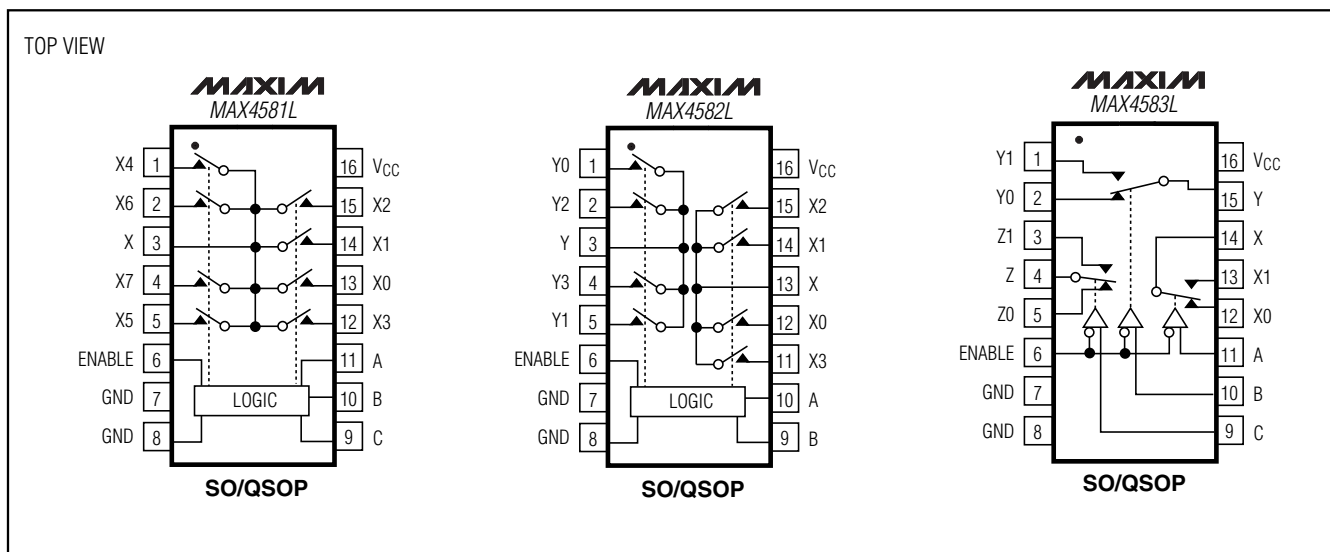 TOP VIEW
MAXIM
MAX4581L
X4 1 16 VCC
X6 2 15 X2
X 3 14 X1
X7 4 13 X0
X5 5 12 X3
ENABLE 6 11 A
GND 7 LOGIC 10 B
GND 8 9 C
SO/QSOP
MAXIM
MAX4582L
Y0 1 16 VCC
Y2 2 15 X2
Y 3 14 X1
Y3 4 13 X
Y1 5 12 X0
ENABLE 6 11 X3
GND 7 LOGIC 10 A
GND 8 9 B
SO/QSOP
MAXIM
MAX4583L
Y1 1 16 VCC
Y0 2 15 Y
Z1 3 14 X
Z 4 13 X1
Z0 5 12 X0
ENABLE 6 11 A
GND 7 10 B
GND 8 9 C
SO/QSOP